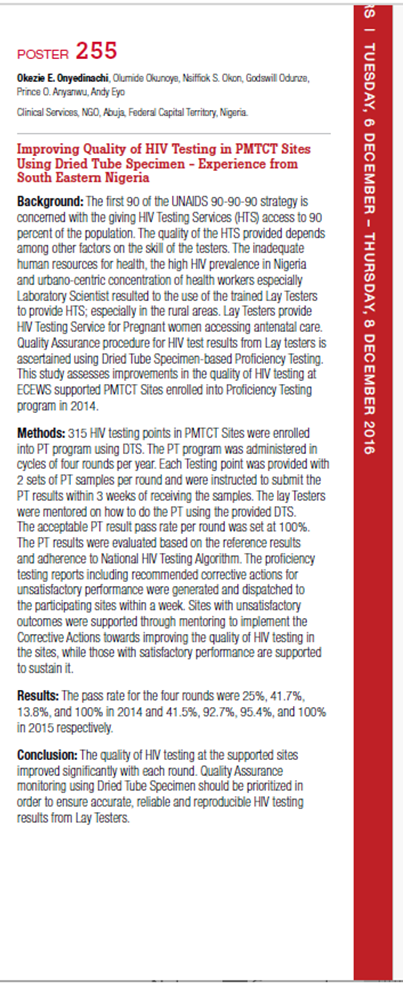 POSTER 255
Okezie E. Onyedinachi, Olumide Okunoye, Nsiffiok S. Okon, Godswill Odunze,
Prince O. Anyanwu, Andy Eyo
Clinical Services, NGO, Abuja, Federal Capital Territory, Nigeria.
Improving Quality of HIV Testing in PMTCT Sites
Using Dried Tube Specimen – Experience from
South Eastern Nigeria
Background: The first 90 of the UNAIDS 90-90-90 strategy is
concerned with the giving HIV Testing Services (HTS) access to 90
percent of the population. The quality of the HTS provided depends
among other factors on the skill of the testers. The inadequate
human resources for health, the high HIV prevalence in Nigeria
and urbano-centric concentration of health workers especially
Laboratory Scientist resulted to the use of the trained Lay Testers
to provide HTS; especially in the rural areas. Lay Testers provide
HIV Testing Service for Pregnant women accessing antenatal care.
Quality Assurance procedure for HIV test results from Lay testers is
ascertained using Dried Tube Specimen-based Proficiency Testing.
This study assesses improvements in the quality of HIV testing at
ECEWS supported PMTCT Sites enrolled into Proficiency Testing
program in 2014.
Methods: 315 HIV testing points in PMTCT Sites were enrolled
into PT program using DTS. The PT program was administered in
cycles of four rounds per year. Each Testing point was provided with
2 sets of PT samples per round and were instructed to submit the
PT results within 3 weeks of receiving the samples. The lay Testers
were mentored on how to do the PT using the provided DTS.
The acceptable PT result pass rate per round was set at 100%.
The PT results were evaluated based on the reference results
and adherence to National HIV Testing Algorithm. The proficiency
testing reports including recommended corrective actions for
unsatisfactory performance were generated and dispatched to
the participating sites within a week. Sites with unsatisfactory
outcomes were supported through mentoring to implement the
Corrective Actions towards improving the quality of HIV testing in
the sites, while those with satisfactory performance are supported
to sustain it.
Results: The pass rate for the four rounds were 25%, 41.7%,
13.8%, and 100% in 2014 and 41.5%, 92.7%, 95.4%, and 100%
in 2015 respectively.
Conclusion: The quality of HIV testing at the supported sites
improved significantly with each round. Quality Assurance
monitoring using Dried Tube Specimen should be prioritized in
order to ensure accurate, reliable and reproducible HIV testing
results from Lay Testers.
RS | TUESDAY, 6 DECEMBER – THURSDAY, 8 DECEMBER 2016